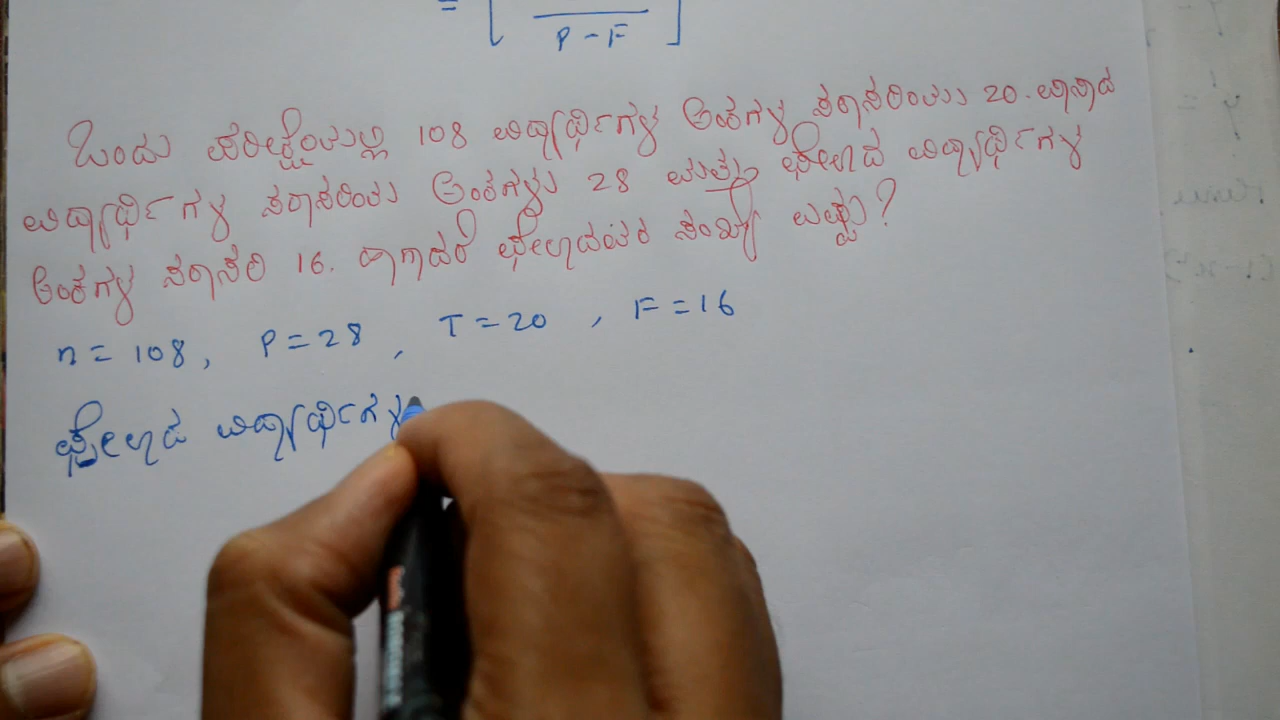 = [ P - F ]
ಒಂದು ಪರೀಕ್ಷೆಯಲ್ಲಿ 108 ವಿದ್ಯಾರ್ಥಿಗಳ ಅಂಕಗಳ ಸರಾಸರಿಯು 20. ಪಾಸಾದ
ವಿದ್ಯಾರ್ಥಿಗಳ ಸರಾಸರಿಯು ಅಂಕಗಳು 28 ಮತ್ತು ಫೇಲಾದ ವಿದ್ಯಾರ್ಥಿಗಳ
ಅಂಕಗಳ ಸರಾಸರಿ 16. ಹಾಗಾದರೆ ಫೇಲಾದವರ ಸಂಖ್ಯೆ ಎಷ್ಟು?
n = 108, P = 28, T = 20, F = 16
ಫೇಲಾದ ವಿದ್ಯಾರ್ಥಿಗಳ